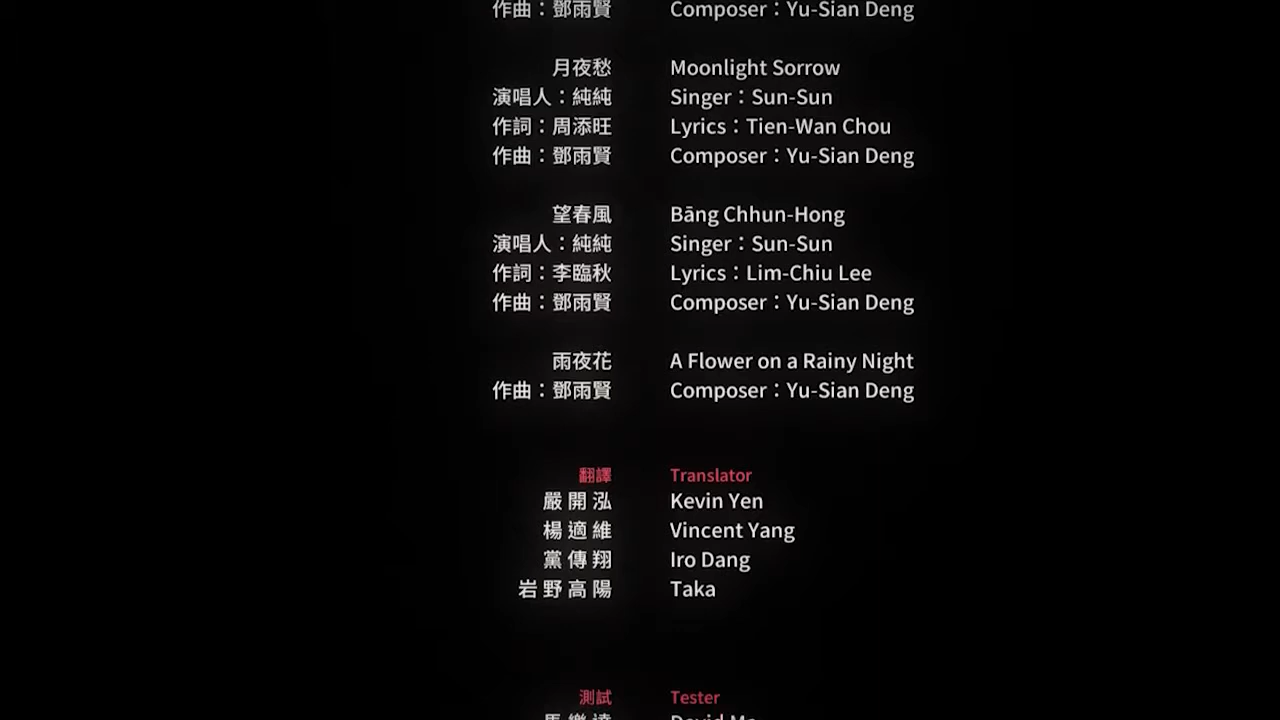 作曲：鄧雨賢 Composer：Yu-Sian Deng
月夜愁 Moonlight Sorrow
演唱人：純純 Singer：Sun-Sun
作詞：周添旺 Lyrics：Tien-Wan Chou
作曲：鄧雨賢 Composer：Yu-Sian Deng
望春風 Bāng Chhun-Hong
演唱人：純純 Singer：Sun-Sun
作詞：李臨秋 Lyrics：Lim-Chiu Lee
作曲：鄧雨賢 Composer：Yu-Sian Deng
雨夜花 A Flower on a Rainy Night
作曲：鄧雨賢 Composer：Yu-Sian Deng
翻譯 Translator
嚴開泓 Kevin Yen
楊適維 Vincent Yang
黨傳翔 Iro Dang
岩野高陽 Taka
測試 Tester